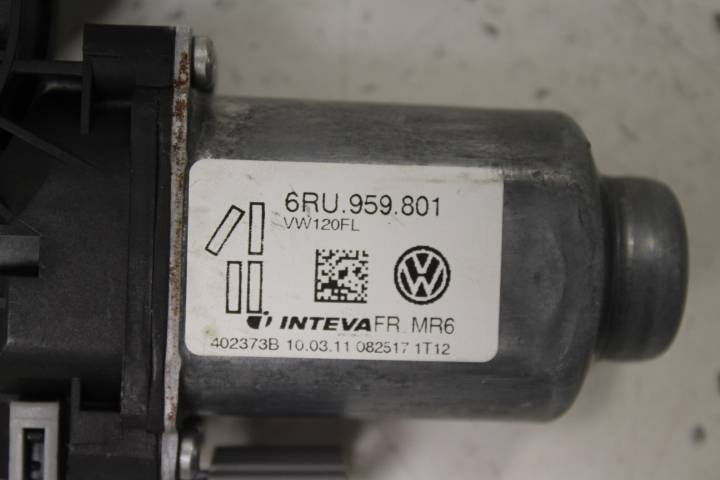 6RU.959.801
VW120FL
INTEVA FR. MR6
402373B 10.03.11 082517 1T12